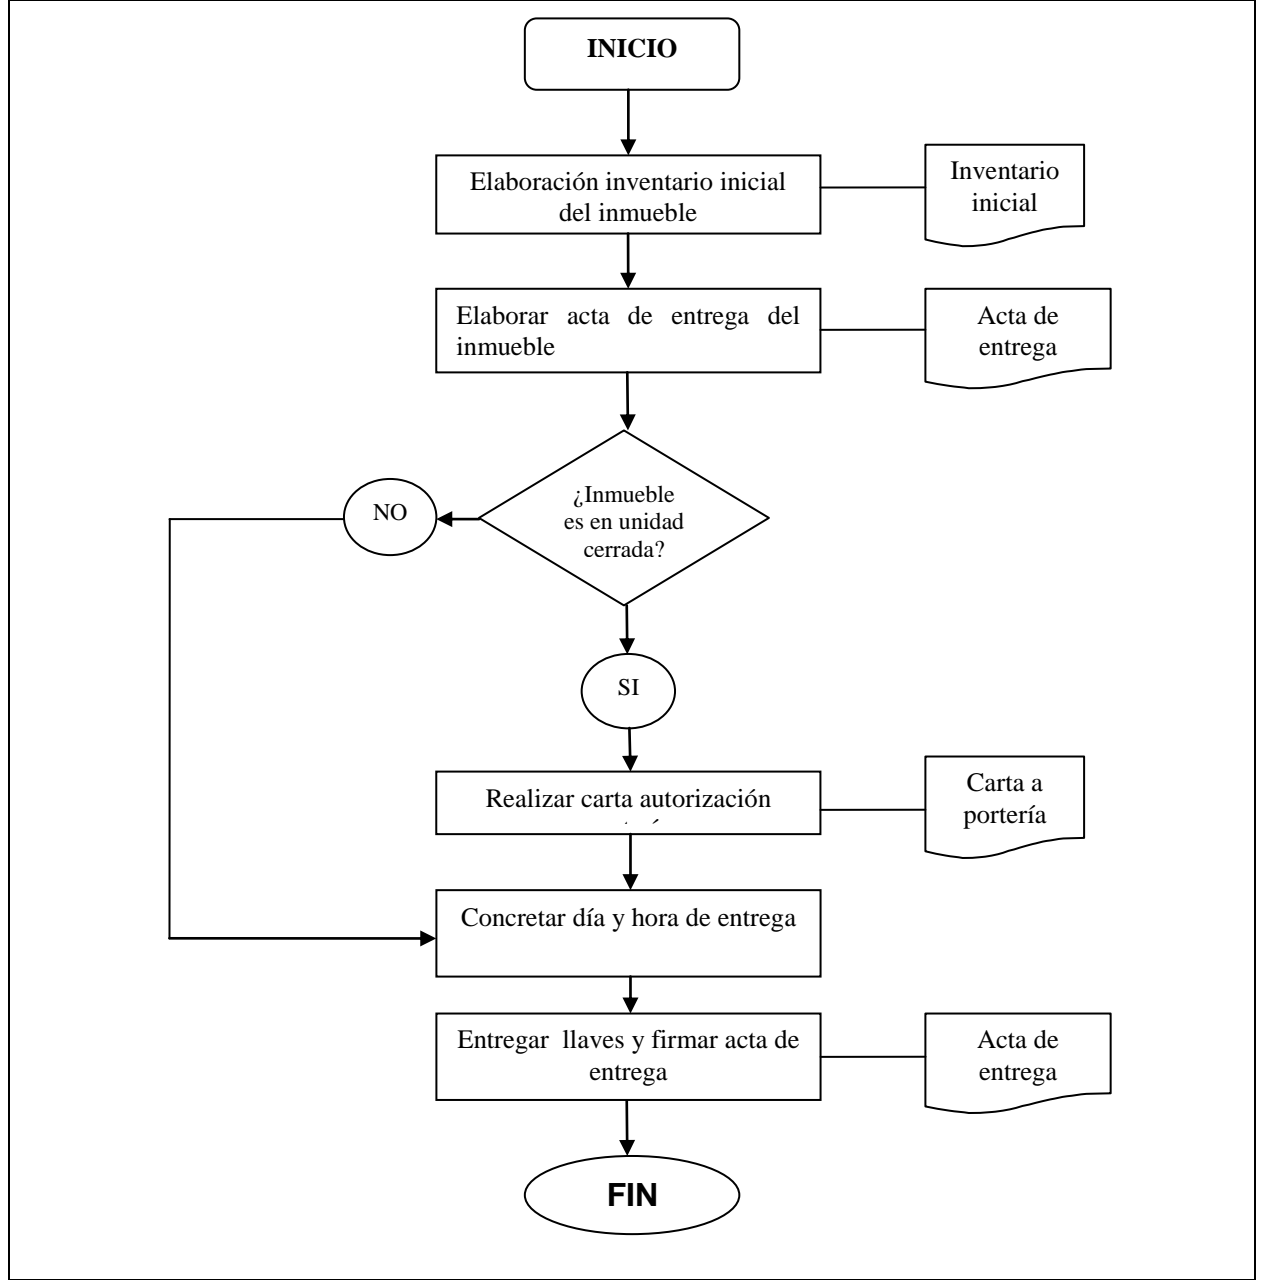 INICIO
Elaboración inventario inicial
del inmueble
Inventario
inicial
Elaborar acta de entrega del
inmueble
Acta de
entrega
¿Inmueble
es en unidad
cerrada?
NO
SI
Realizar carta autorización
Carta a
portería
Concretar día y hora de entrega
Entregar llaves y firmar acta de
entrega
Acta de
entrega
FIN